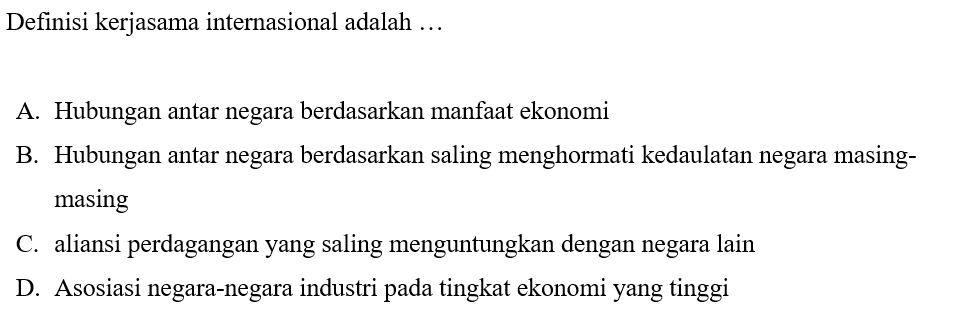 Definisi kerjasama internasional adalah …
A. Hubungan antar negara berdasarkan manfaat ekonomi
B. Hubungan antar negara berdasarkan saling menghormati kedaulatan negara masing-
masing
C. aliansi perdagangan yang saling menguntungkan dengan negara lain
D. Asosiasi negara-negara industri pada tingkat ekonomi yang tinggi